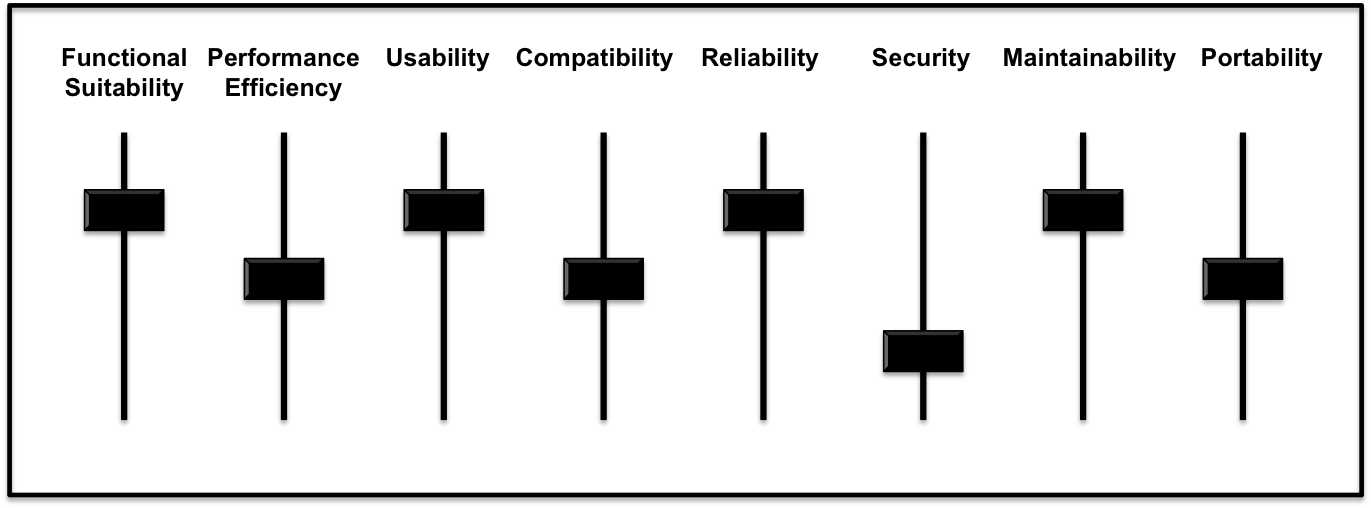 Functional
Suitability
Performance
Efficiency
Usability
Compatibility
Reliability
Security
Maintainability
Portability